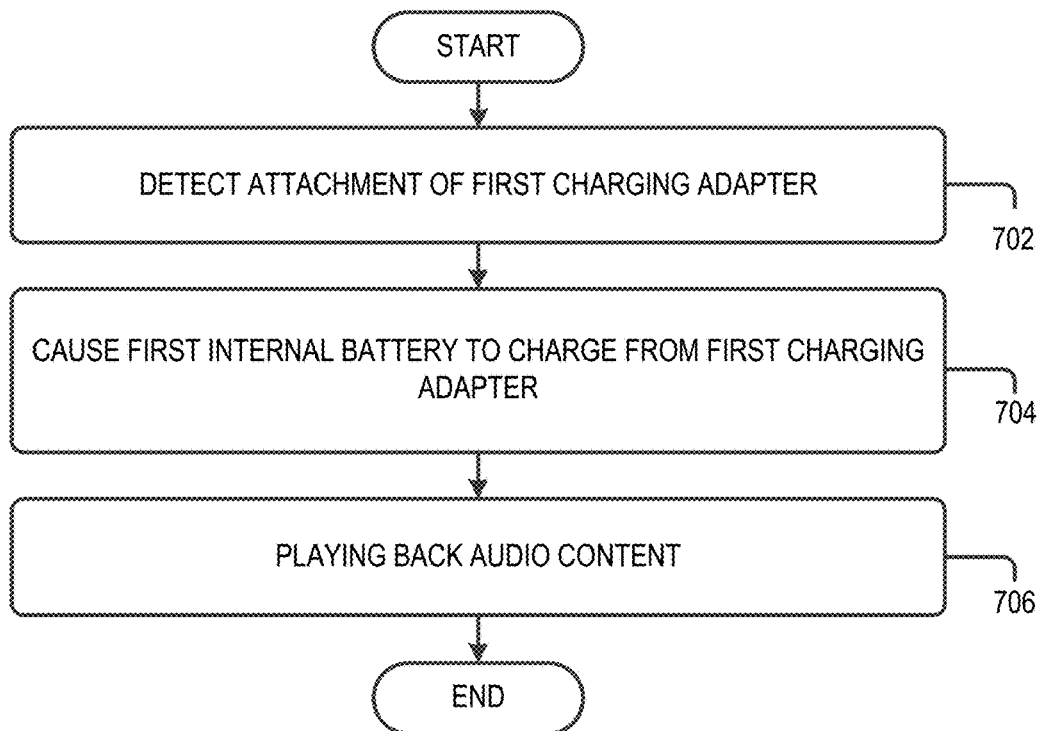 START
DETECT ATTACHMENT OF FIRST CHARGING ADAPTER
702
CAUSE FIRST INTERNAL BATTERY TO CHARGE FROM FIRST CHARGING
ADAPTER
704
PLAYING BACK AUDIO CONTENT
706
END